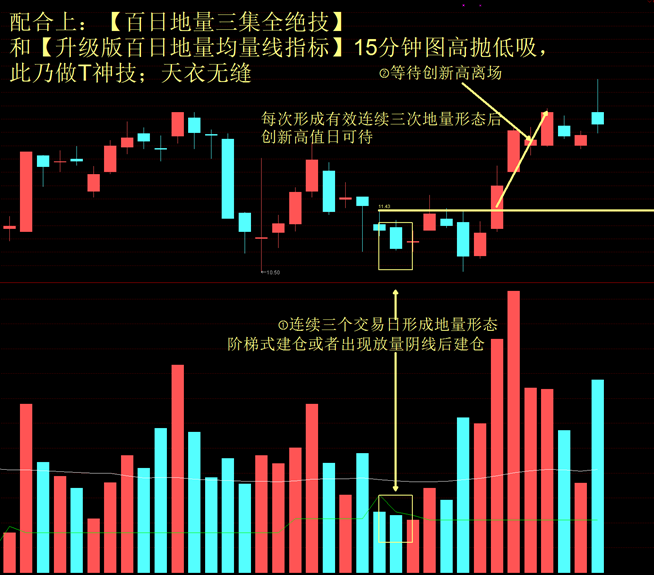 配合上：【百日地量三集全绝技】
和【升级版百日地量均量线指标】15分钟图高抛低吸，
此乃做T神技；天衣无缝
②等待创新高离场
每次形成有效连续三次地量形态后
创新高值日可待
11.43
←10.50
①连续三个交易日形成地量形态
阶梯式建仓或者出现放量阴线后建仓